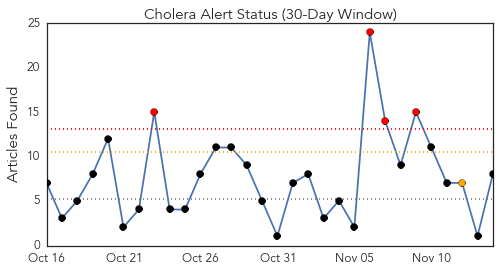 Cholera Alert Status (30-Day Window)
Articles Found
25
20
15
10
5
0
Oct 16
Oct 21
Oct 26
Oct 31
Nov 05
Nov 10